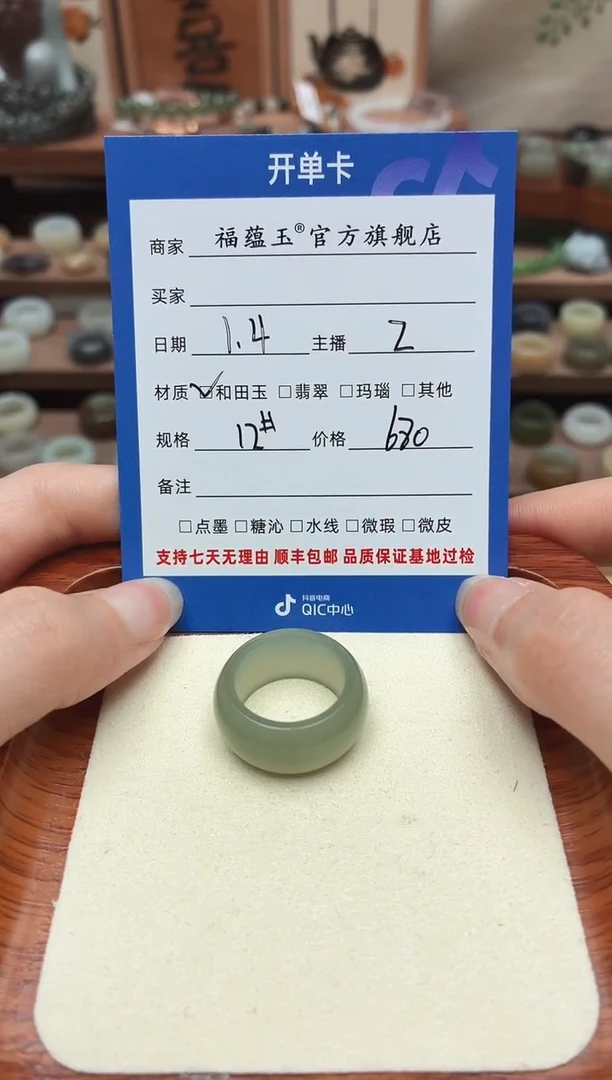 开单卡
商家 福蕴玉®官方旗舰店
买家
日期 1.4 主播 Z
材质 ☑和田玉 □翡翠 □玛瑙 □其他
规格 12# 价格 680
备注
□点墨 □糖沁 □水线 □微瑕 □微皮
支持七天无理由 顺丰包邮 品质保证基地过检
抖音电商
QIC中心